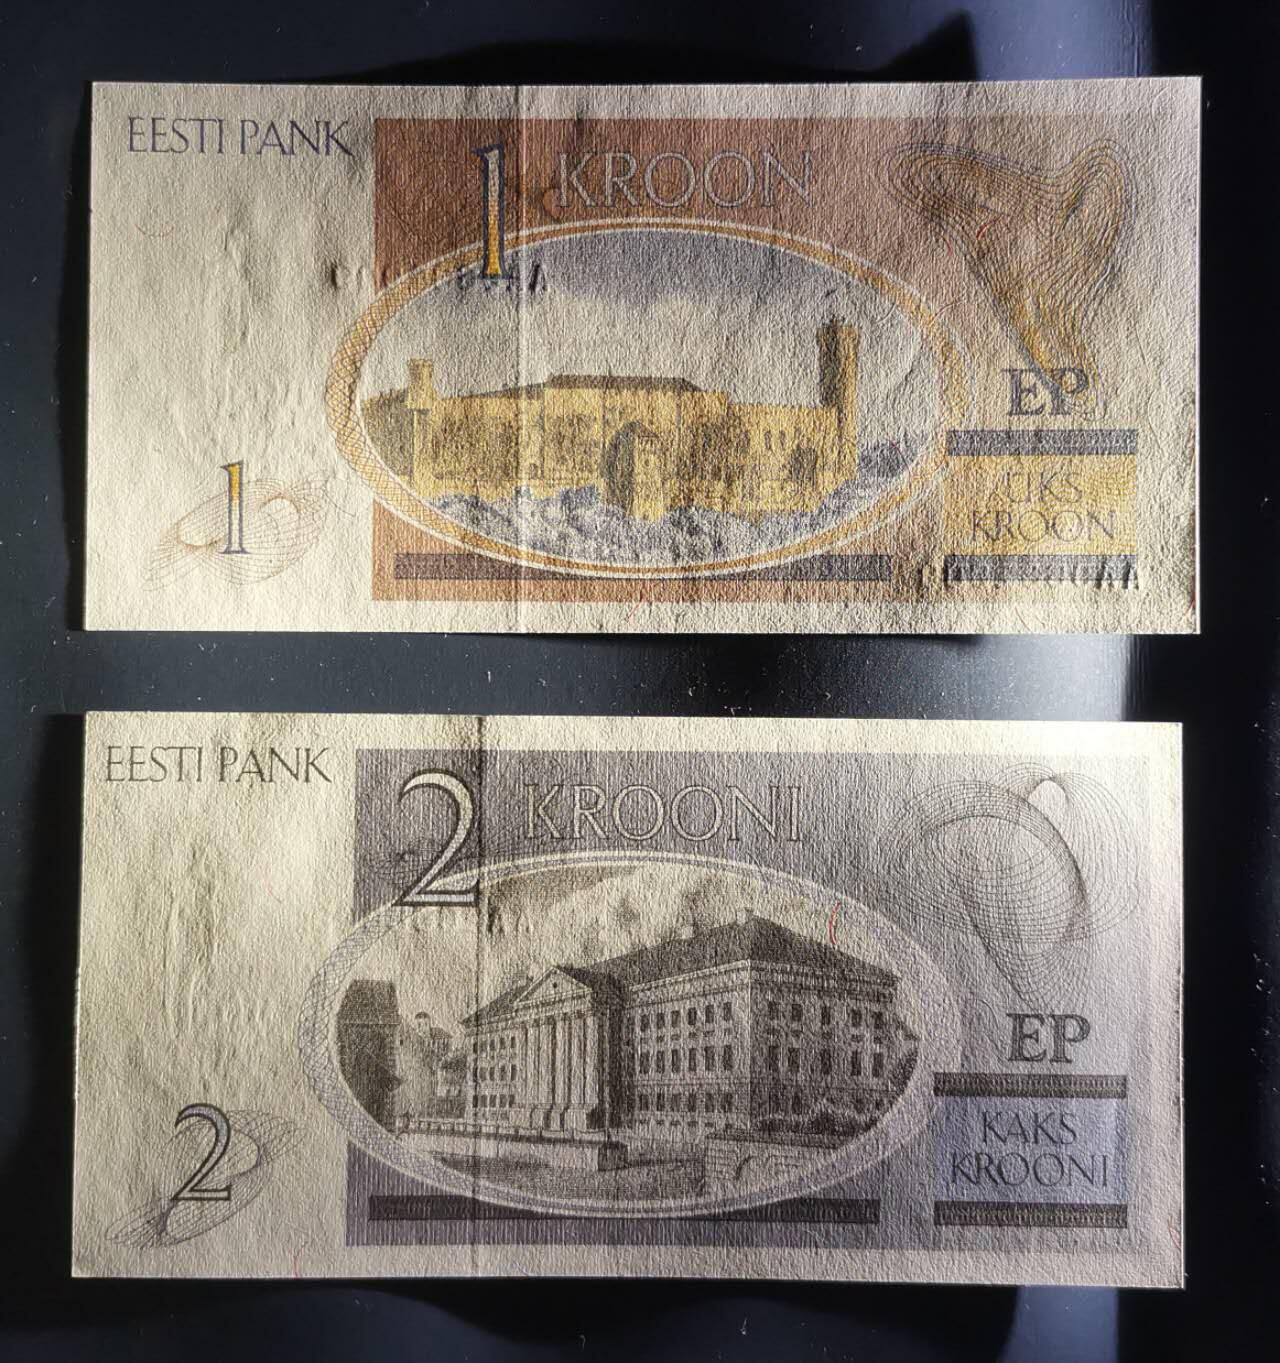 EESTI PANK
1 KROON
EP
ÜKS
KROON
1
EESTI PANK
2 KROONI
EP
KAKS
KROONI
2